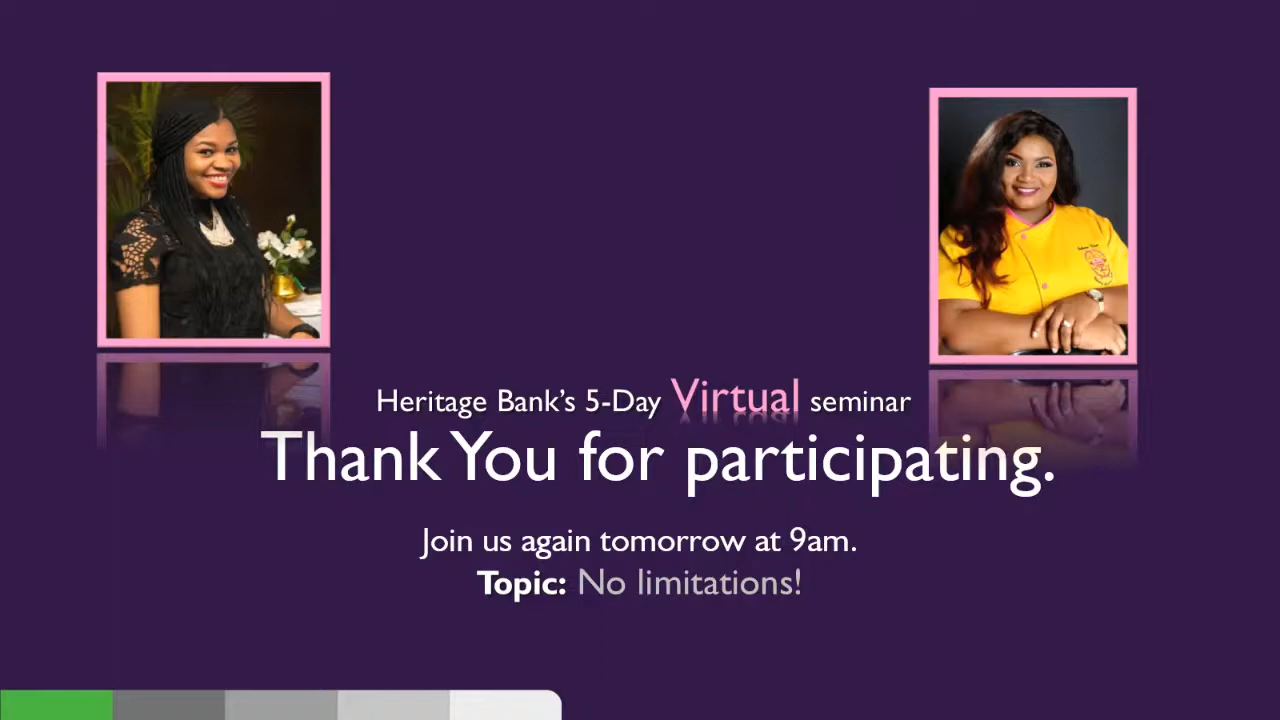 Heritage Bank’s 5-Day Virtual seminar
Thank You for participating.
Join us again tomorrow at 9am.
Topic: No limitations!